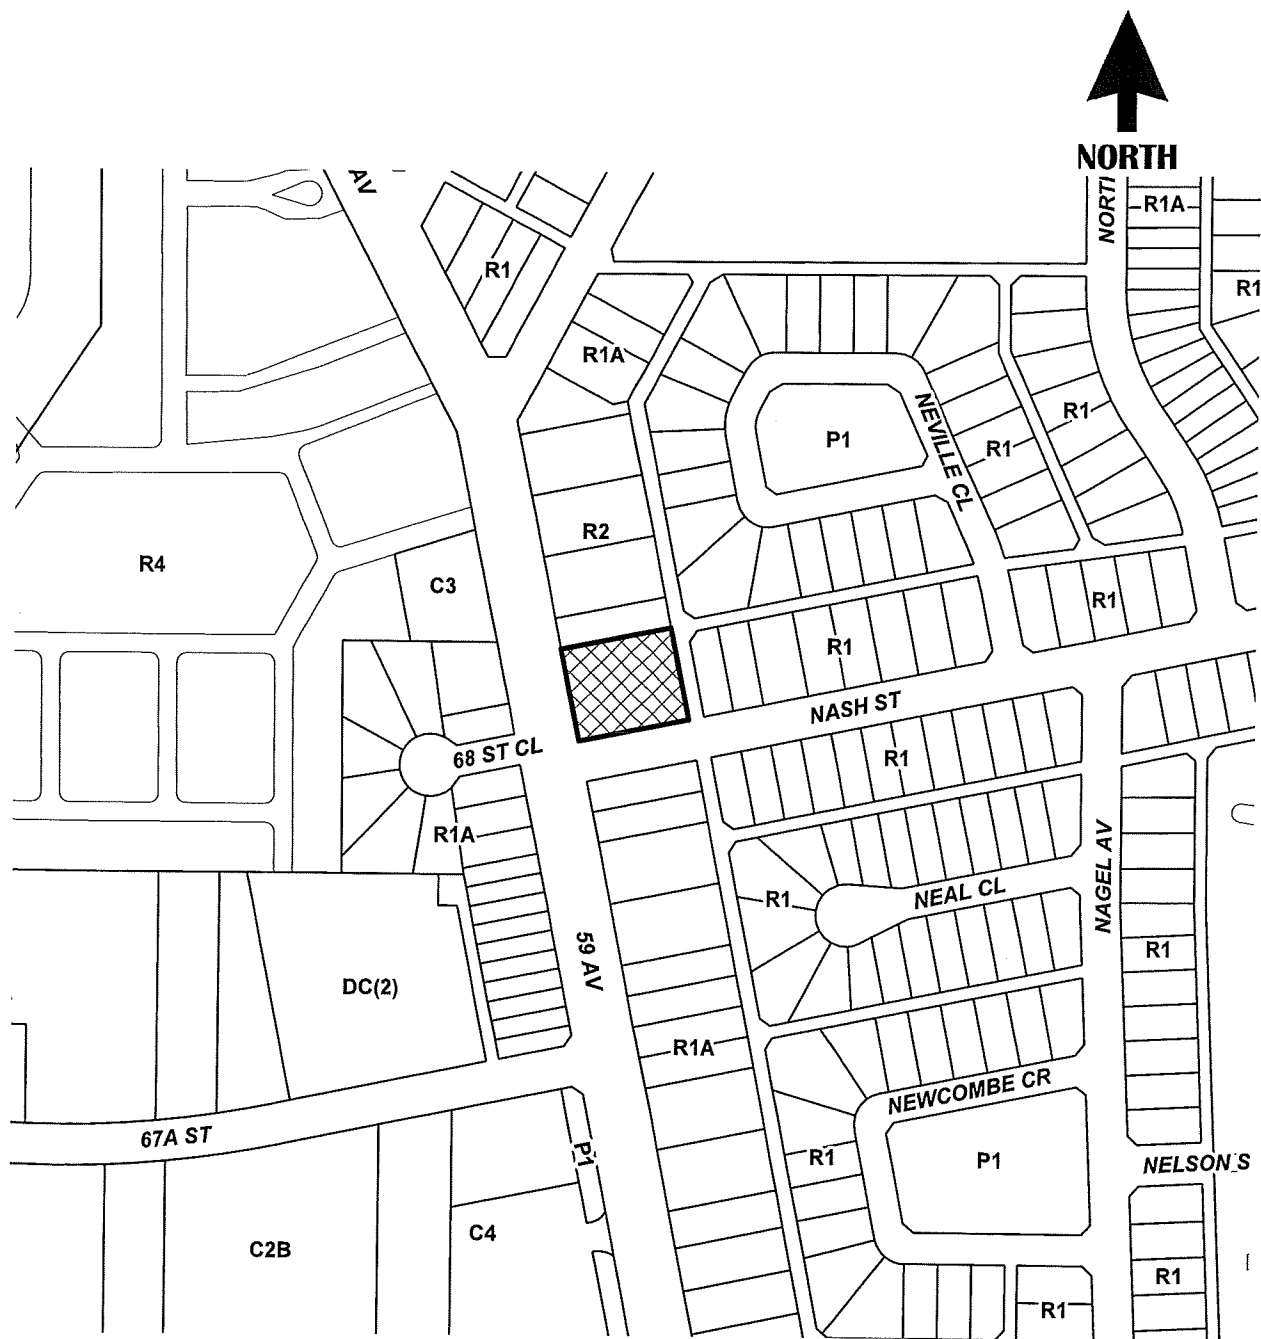 NORTH
AV
NORTH
R1A
R1
R1
R1A
NEVILLE CL
R1
P1
R1
R2
R4
C3
R1
R1
NASH ST
68 ST CL
R1
R1A
NAGEL AV
R1
NEAL CL
59 AV
R1
DC(2)
R1A
NEWCOMBE CR
67A ST
P1
R1
P1
NELSON S
C4
C2B
R1
R1